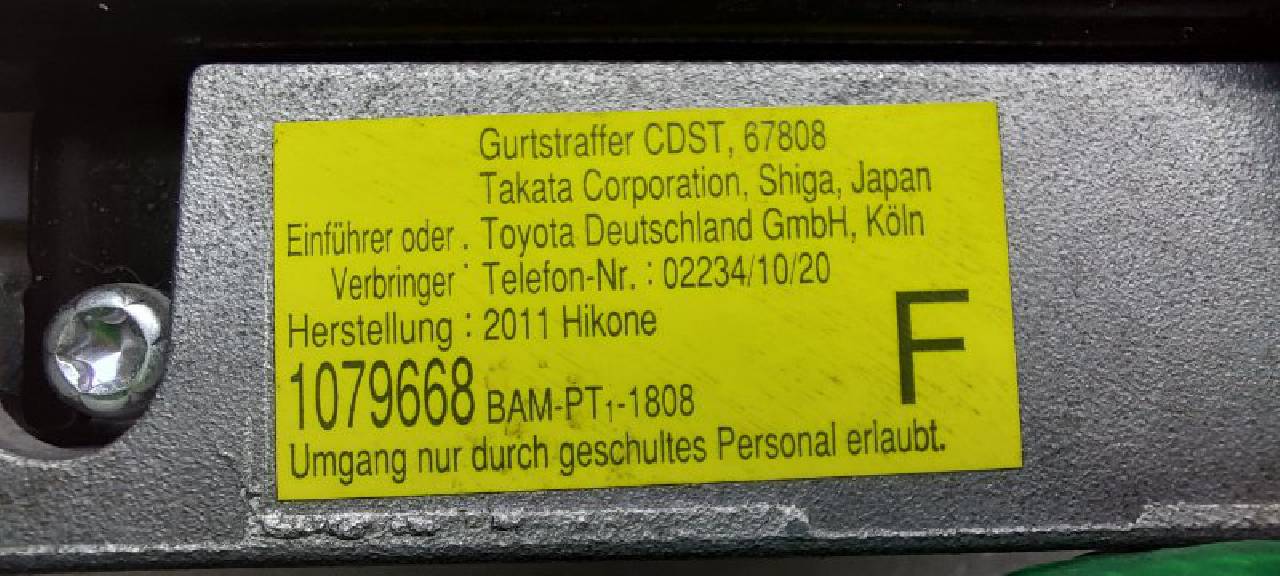 Gurtstraffer CDST, 67808
Takata Corporation, Shiga, Japan
Einführer oder . Toyota Deutschland GmbH, Köln
Verbringer · Telefon-Nr. : 02234/10/20
Herstellung : 2011 Hikone
F
1079668 BAM-PT₁-1808
Umgang nur durch geschultes Personal erlaubt.